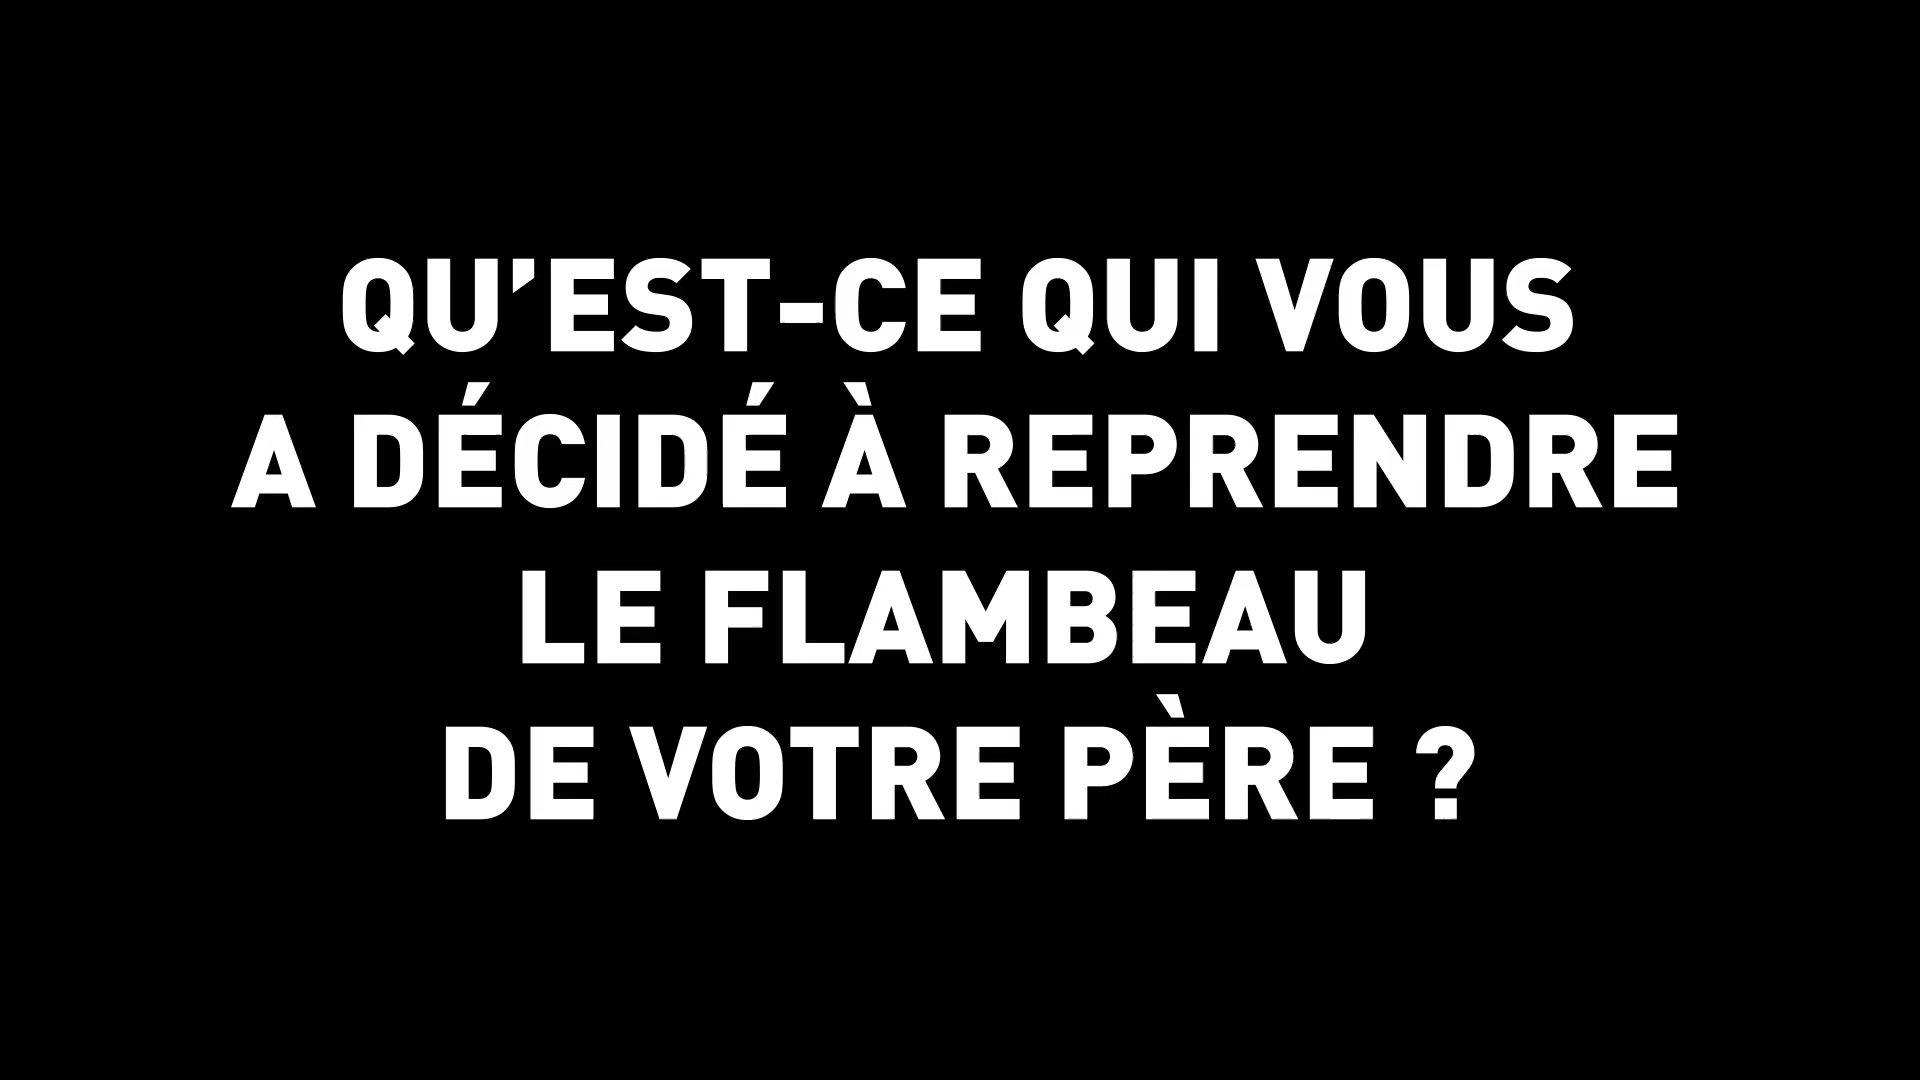 QU’EST-CE QUI VOUS
A DÉCIDÉ À REPRENDRE
LE FLAMBEAU
DE VOTRE PÈRE ?